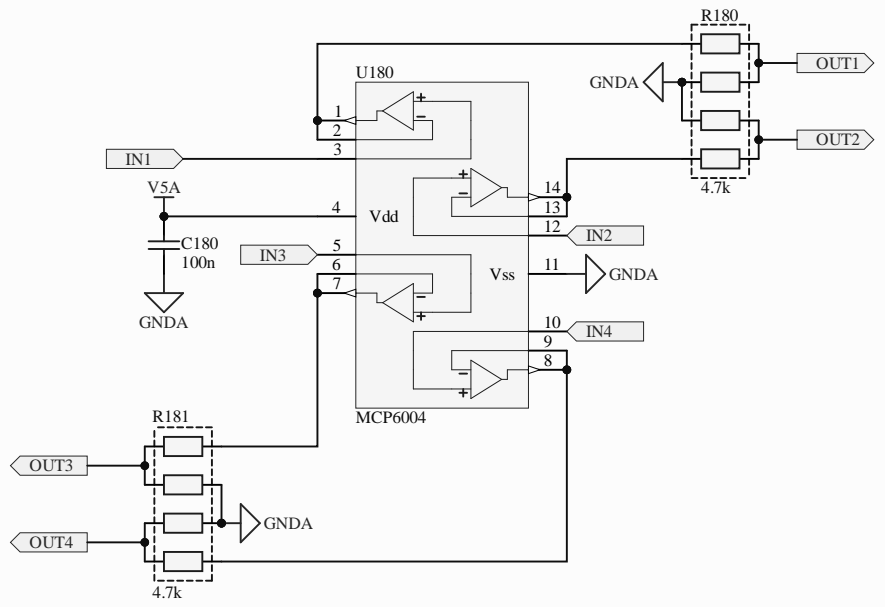 R180
OUT1
GNDA
OUT2
4.7k
U180
+
−
1
2
3
IN1
V5A
4
Vdd
C180
100n
GNDA
+
−
14
13
12
IN2
IN3
5
6
7
Vss
11
GNDA
−
+
10
IN4
9
8
−
+
MCP6004
R181
OUT3
GNDA
OUT4
4.7k